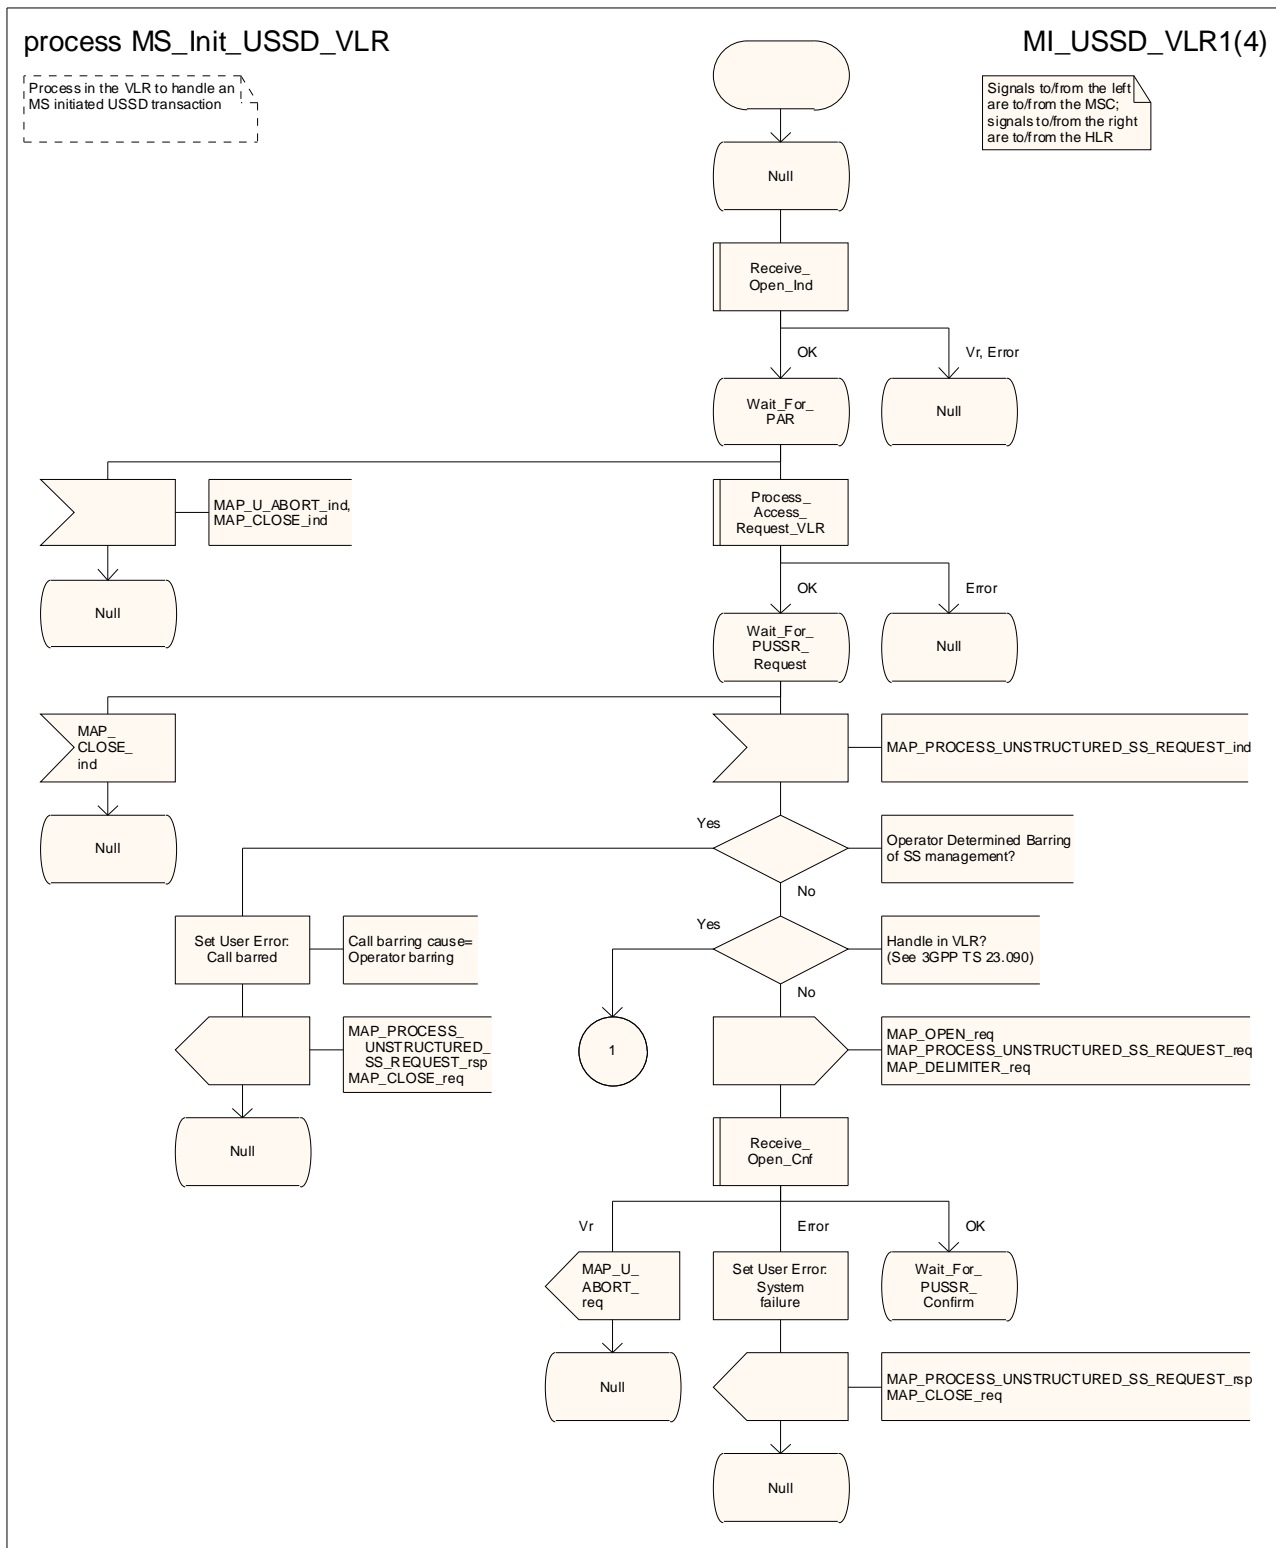 process MS_Init_USSD_VLR
MI_USSD_VLR1(4)
Process in the VLR to handle an
MS initiated USSD transaction
Signals to/from the left
are to/from the MSC;
signals to/from the right
are to/from the HLR
Null
Receive_
Open_Ind
OK
Vr, Error
Wait_For_
PAR
Null
MAP_U_ABORT_ind,
MAP_CLOSE_ind
Process_
Access_
Request_VLR
Null
OK
Error
Wait_For_
PUSSR_
Request
Null
MAP_
CLOSE_
ind
MAP_PROCESS_UNSTRUCTURED_SS_REQUEST_ind
Null
Yes
Operator Determined Barring
of SS management?
No
Set User Error:
Call barred
Call barring cause=
Operator barring
Yes
Handle in VLR?
(See 3GPP TS 23.090)
No
MAP_PROCESS_
UNSTRUCTURED_
SS_REQUEST_rsp
MAP_CLOSE_req
1
MAP_OPEN_req
MAP_PROCESS_UNSTRUCTURED_SS_REQUEST_req
MAP_DELIMITER_req
Null
Receive_
Open_Cnf
Vr
Error
OK
MAP_U_
ABORT_
req
Set User Error:
System
failure
Wait_For_
PUSSR_
Confirm
Null
MAP_PROCESS_UNSTRUCTURED_SS_REQUEST_rsp
MAP_CLOSE_req
Null